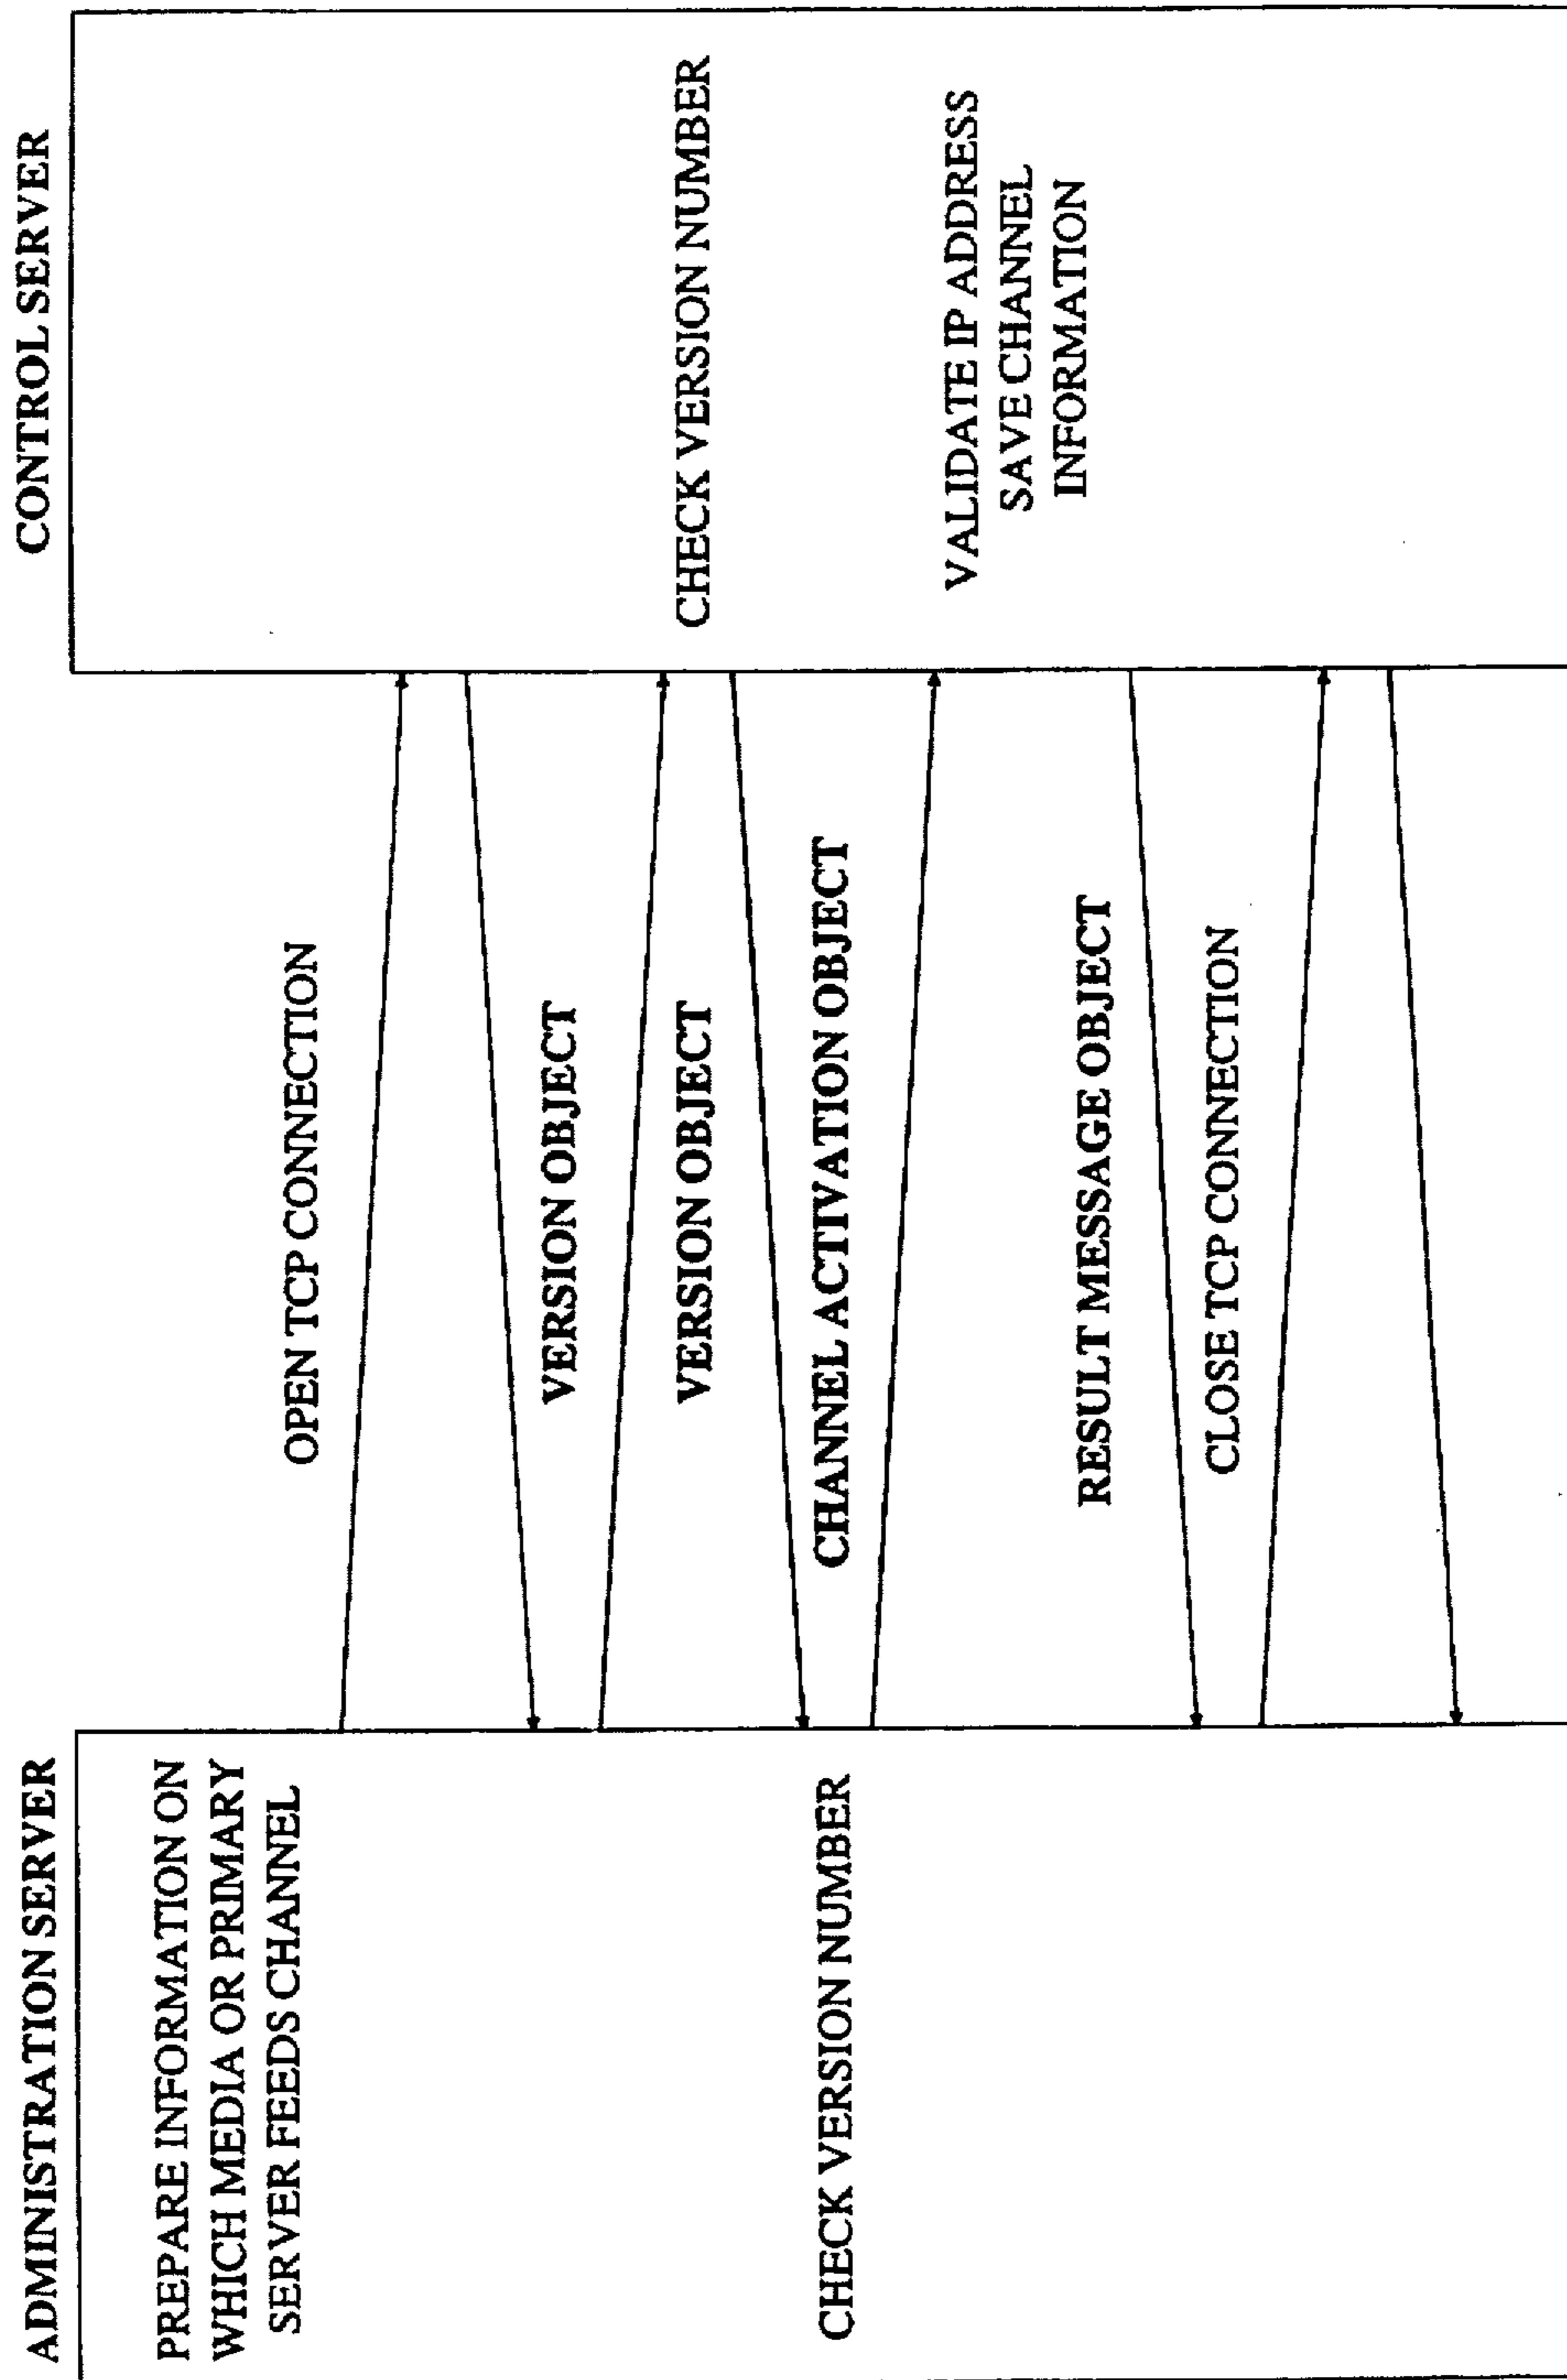 ADMINISTRATION SERVER
CONTROL SERVER
PREPARE INFORMATION ON
WHICH MEDIA OR PRIMARY
SERVER FEEDS CHANNEL
OPEN TCP CONNECTION
VERSION OBJECT
CHECK VERSION NUMBER
VERSION OBJECT
CHECK VERSION NUMBER
CHANNEL ACTIVATION OBJECT
VALIDATE IP ADDRESS
SAVE CHANNEL
INFORMATION
RESULT MESSAGE OBJECT
CLOSE TCP CONNECTION